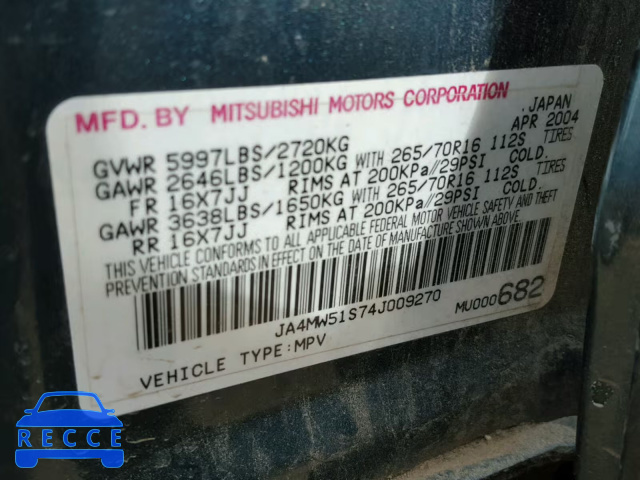 MFD. BY MITSUBISHI MOTORS CORPORATION
JAPAN
APR 2004
GVWR 5997LBS/2720KG
GAWR 2646LBS/1200KG WITH 265/70R16 112S TIRES
FR 16X7JJ RIMS AT 200KPa//29PSI COLD.
GAWR 3638LBS/1650KG WITH 265/70R16 112S TIRES
RR 16X7JJ RIMS AT 200KPa//29PSI COLD.
THIS VEHICLE CONFORMS TO ALL APPLICABLE FEDERAL MOTOR VEHICLE SAFETY AND THEFT
PREVENTION STANDARDS IN EFFECT ON THE DATE OF MANUFACTURE SHOWN ABOVE.
JA4MW51S74J009270
MU000682
VEHICLE TYPE:MPV
RECCE